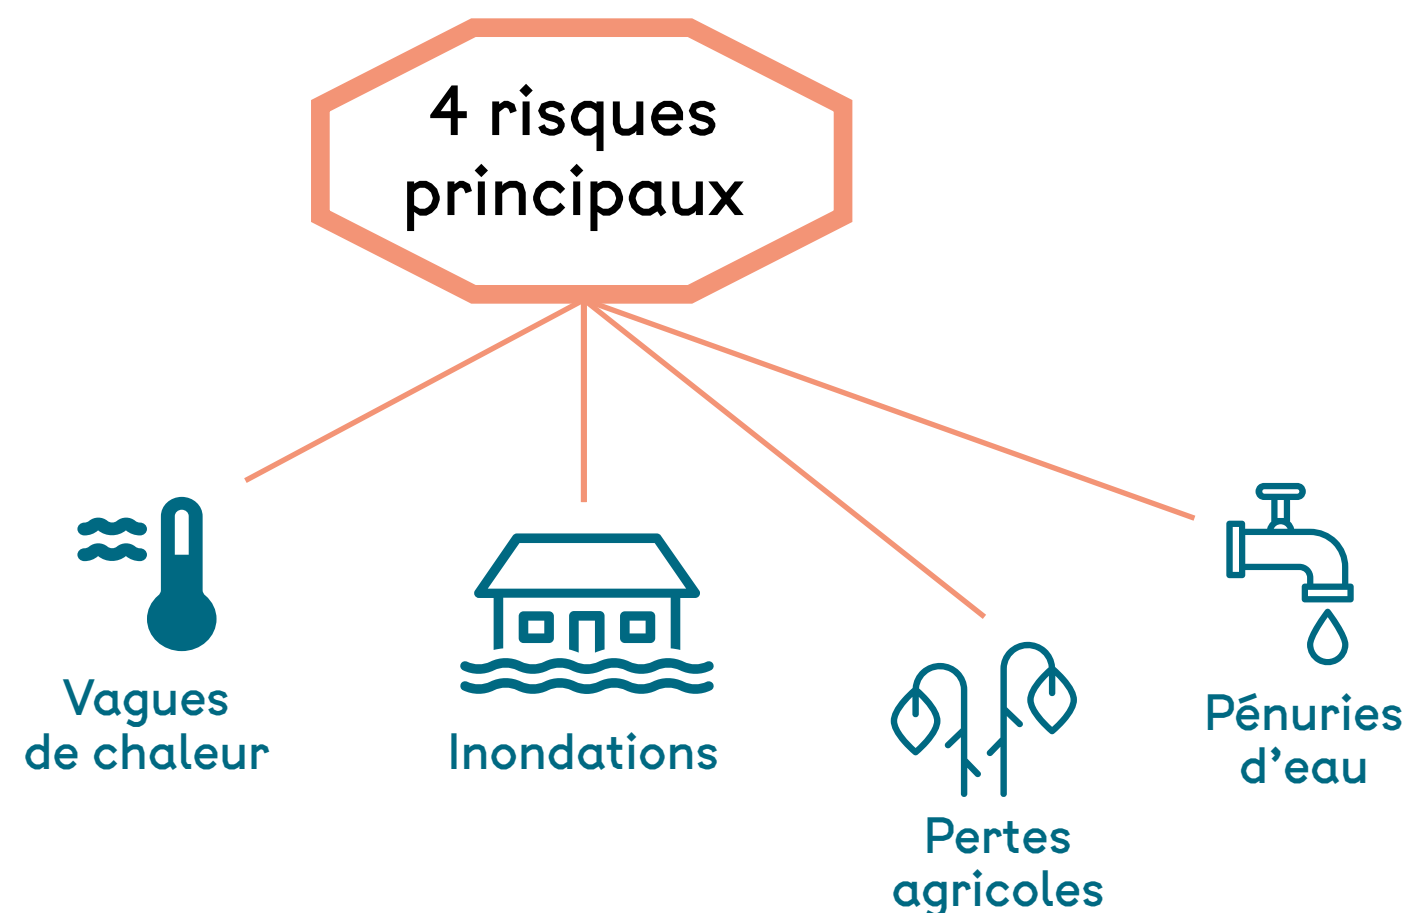 4 risques
principaux
Vagues
de chaleur
Inondations
Pertes
agricoles
Pénuries
d’eau